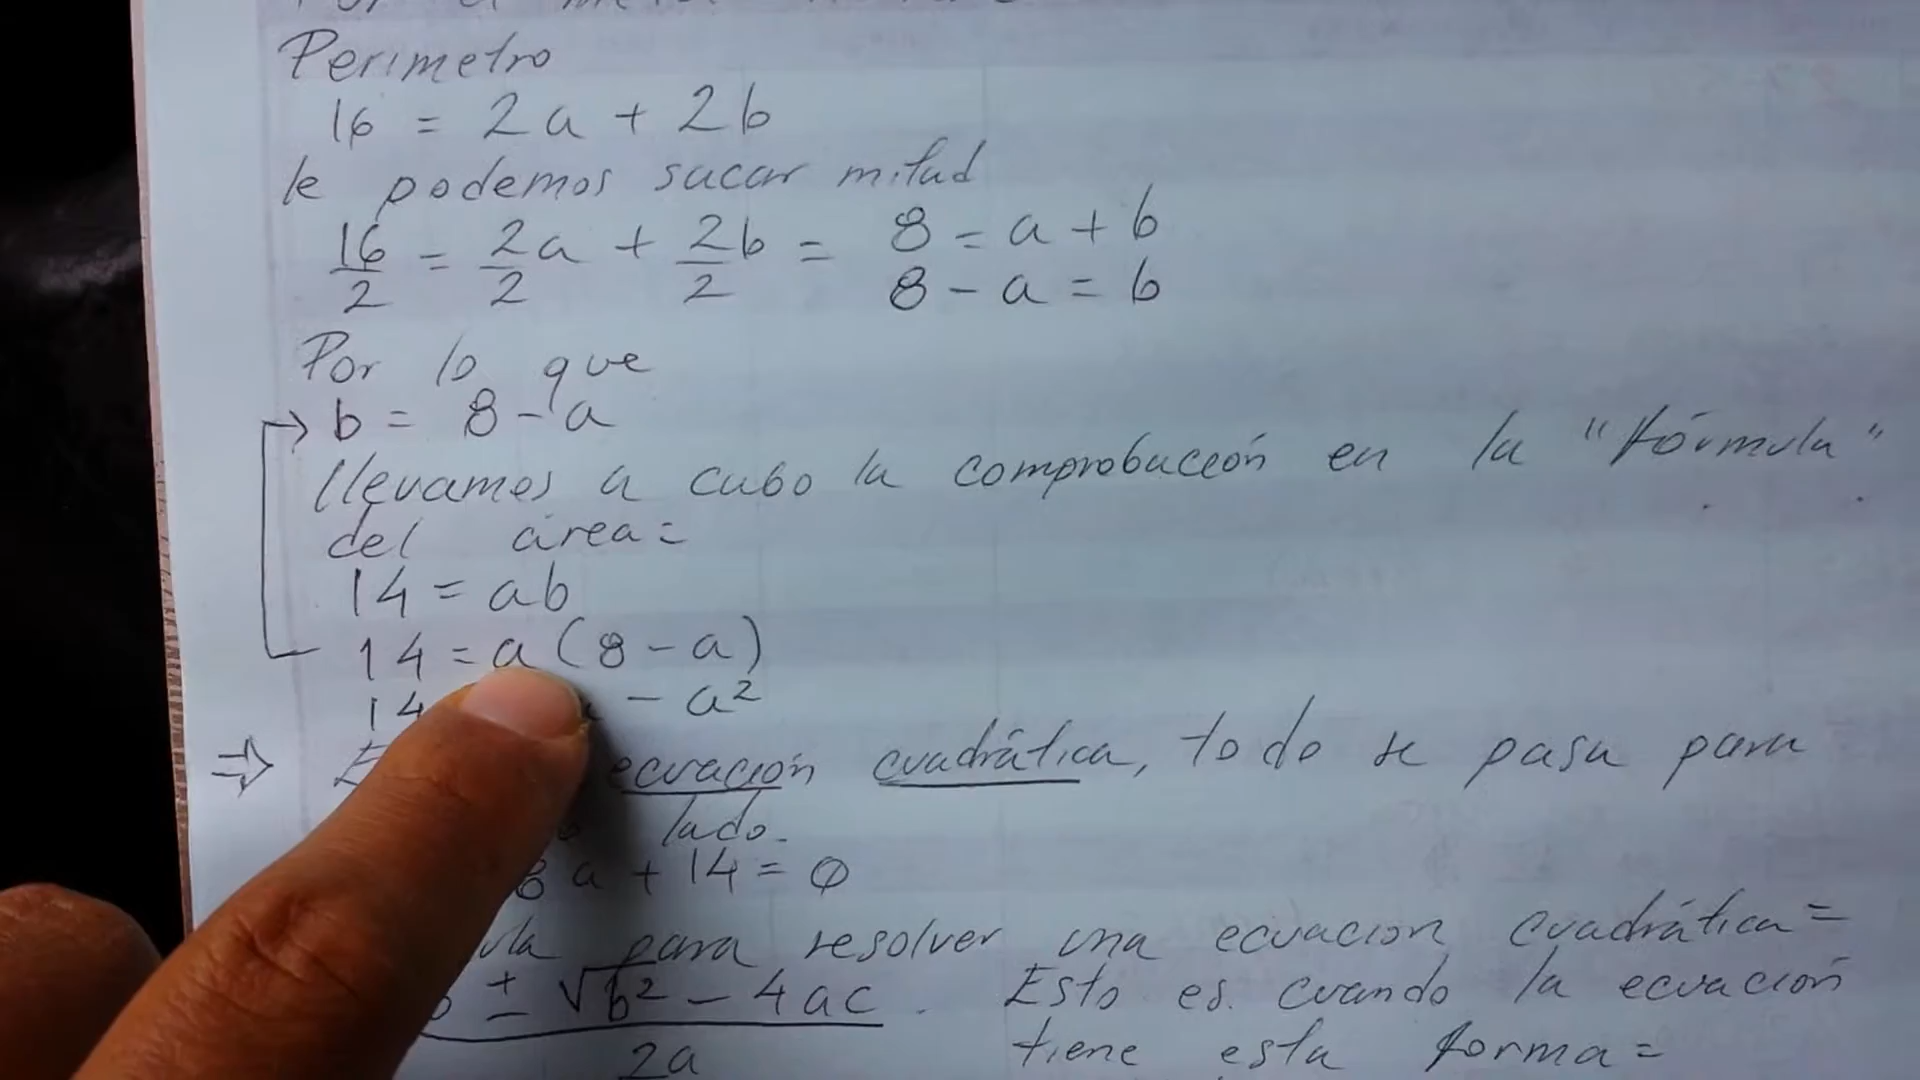 Perimetro
16 = 2a + 2b
le podemos sacar mitad
16/2 = 2/2 a + 2b/2 = 8 = a + b
8 - a = b
Por lo que
b = 8 - a
llevamos a cabo la comprobación en la "fórmula"
del área =
14 = ab
14 = a (8 - a)
14 - a²
⇒ ecuación cuadrática, todo se pasa para
lado.
8a + 14 = 0
para resolver una ecuación cuadrática =
± √b² - 4ac Esto es. cuando la ecuación
2a tiene esta forma =